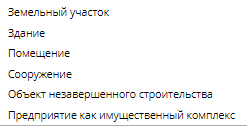 Земельный участок
Здание
Помещение
Сооружение
Объект незавершенного строительства
Предприятие как имущественный комплекс